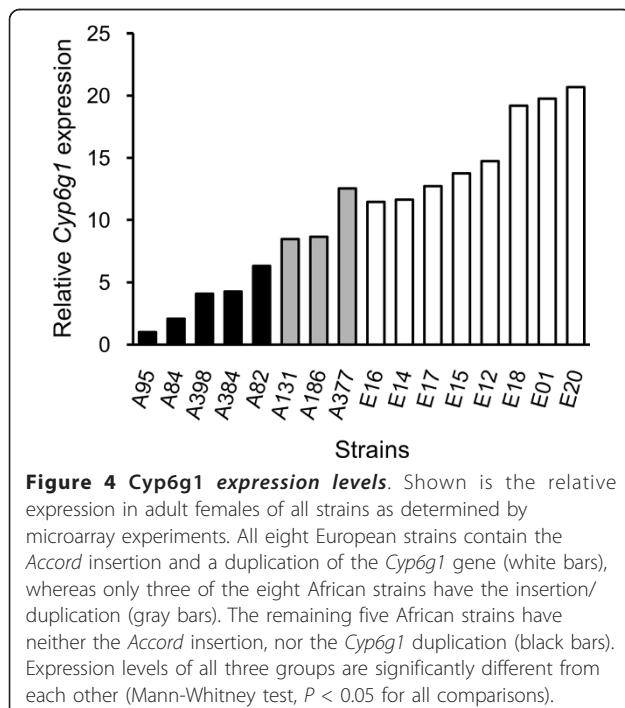 25
20
15
10
5
0
Relative Cyp6g1 expression
A95
A84
A398
A384
A82
A131
A186
A377
E16
E14
E17
E15
E12
E18
E01
E20
Strains
Figure 4 Cyp6g1 expression levels. Shown is the relative
expression in adult females of all strains as determined by
microarray experiments. All eight European strains contain the
Accord insertion and a duplication of the Cyp6g1 gene (white bars),
whereas only three of the eight African strains have the insertion/
duplication (gray bars). The remaining five African strains have
neither the Accord insertion, nor the Cyp6g1 duplication (black bars).
Expression levels of all three groups are significantly different from
each other (Mann-Whitney test, P < 0.05 for all comparisons).